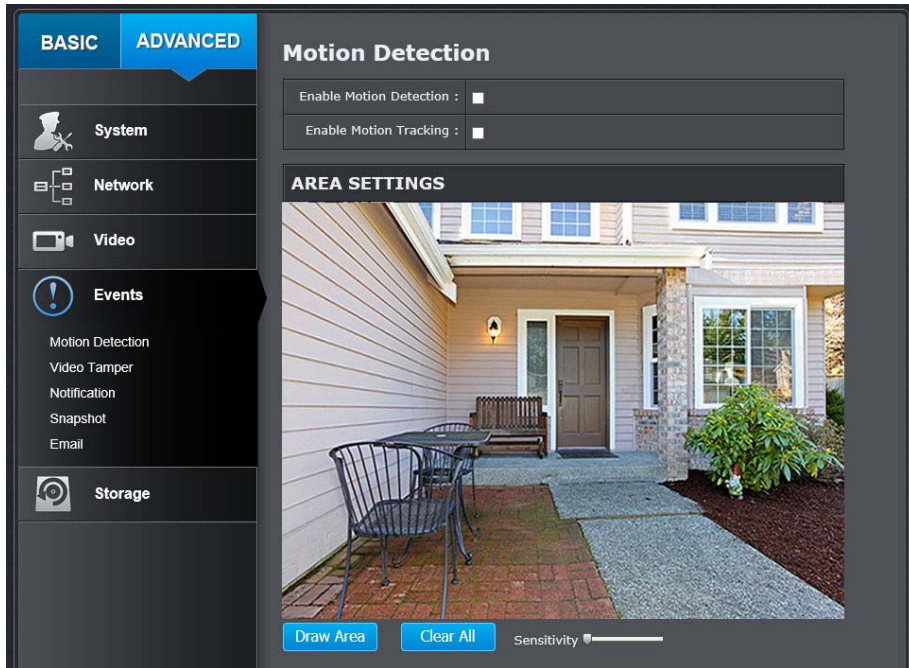 BASIC
ADVANCED
System
Network
Video
Events
Motion Detection
Video Tamper
Notification
Snapshot
Email
Storage
Motion Detection
Enable Motion Detection :
Enable Motion Tracking :
AREA SETTINGS
Draw Area
Clear All
Sensitivity